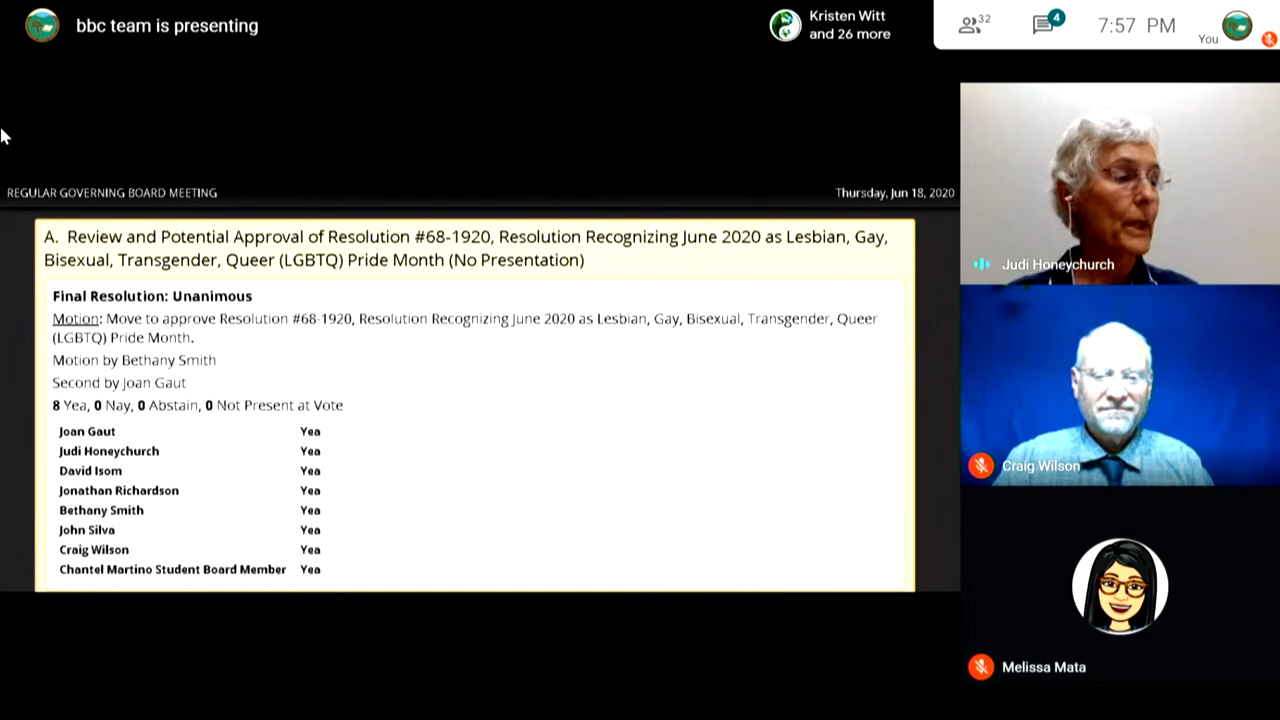 bbc team is presenting
Kristen Witt
and 26 more
32
4
7:57 PM
You
REGULAR GOVERNING BOARD MEETING
Thursday, Jun 18, 2020
A. Review and Potential Approval of Resolution #68-1920, Resolution Recognizing June 2020 as Lesbian, Gay,
Bisexual, Transgender, Queer (LGBTQ) Pride Month (No Presentation)
Final Resolution: Unanimous
Motion: Move to approve Resolution #68-1920, Resolution Recognizing June 2020 as Lesbian, Gay, Bisexual, Transgender, Queer
(LGBTQ) Pride Month.
Motion by Bethany Smith
Second by Joan Gaut
8 Yea, 0 Nay, 0 Abstain, 0 Not Present at Vote
Joan Gaut Yea
Judi Honeychurch Yea
David Isom Yea
Jonathan Richardson Yea
Bethany Smith Yea
John Silva Yea
Craig Wilson Yea
Chantel Martino Student Board Member Yea
Judi Honeychurch
Craig Wilson
Melissa Mata